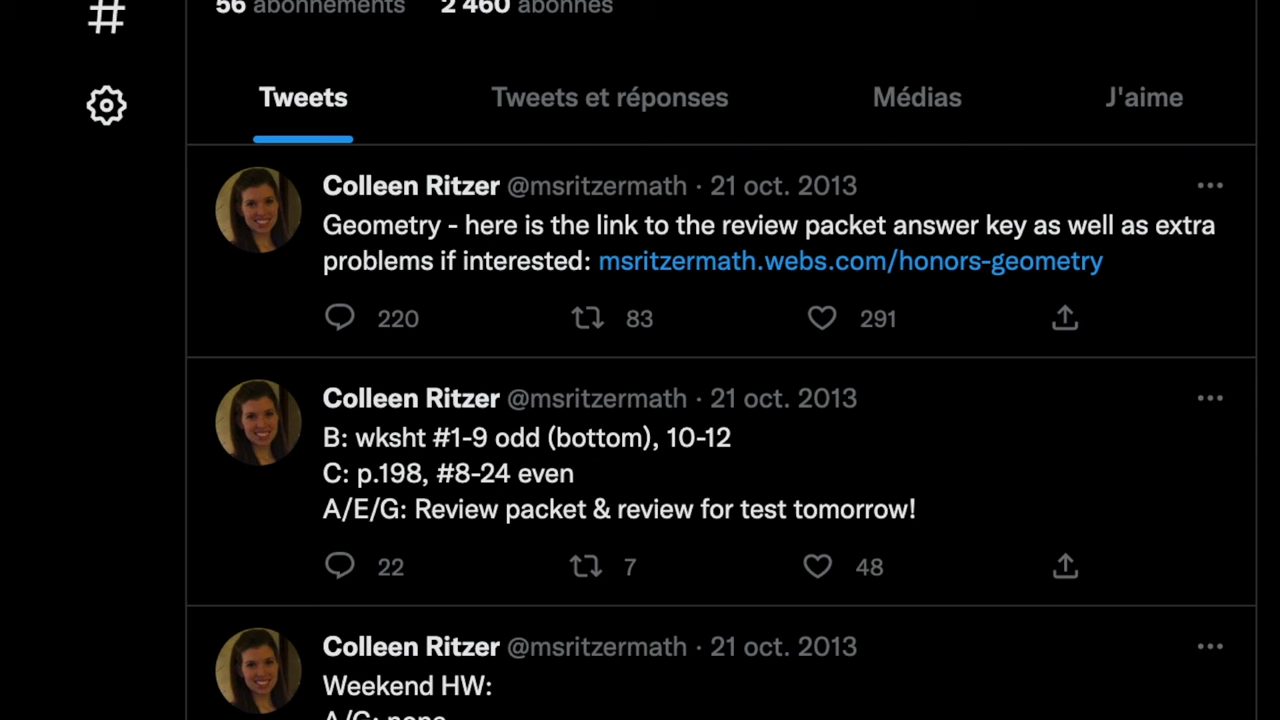 #
56 abonnements 2 460 abonnés
Tweets Tweets et réponses Médias J'aime
Colleen Ritzer @msritzermath · 21 oct. 2013
Geometry - here is the link to the review packet answer key as well as extra
problems if interested: msritzermath.webs.com/honors-geometry
220 83 291
Colleen Ritzer @msritzermath · 21 oct. 2013
B: wksht #1-9 odd (bottom), 10-12
C: p.198, #8-24 even
A/E/G: Review packet & review for test tomorrow!
22 7 48
Colleen Ritzer @msritzermath · 21 oct. 2013
Weekend HW:
A/G: none